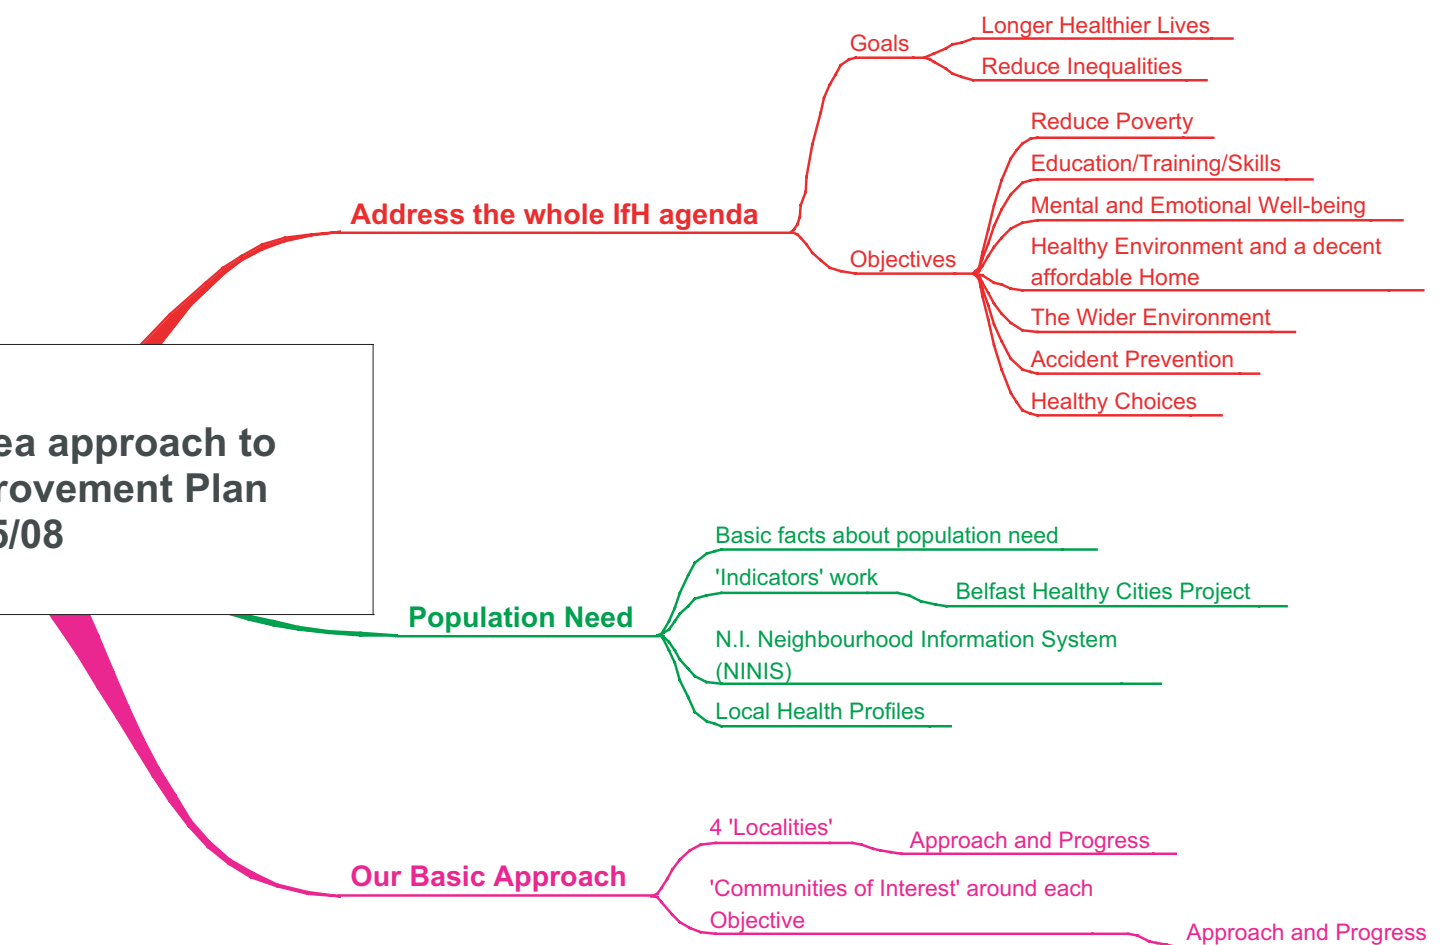 Longer Healthier Lives
Goals
Reduce Inequalities
Reduce Poverty
Education/Training/Skills
Mental and Emotional Well-being
Address the whole IfH agenda
Healthy Environment and a decent
affordable Home
Objectives
The Wider Environment
Accident Prevention
Healthy Choices
ea approach to
rovement Plan
5/08
Basic facts about population need
'Indicators' work
Belfast Healthy Cities Project
Population Need
N.I. Neighbourhood Information System
(NINIS)
Local Health Profiles
4 'Localities'
Approach and Progress
Our Basic Approach
'Communities of Interest' around each
Objective
Approach and Progress